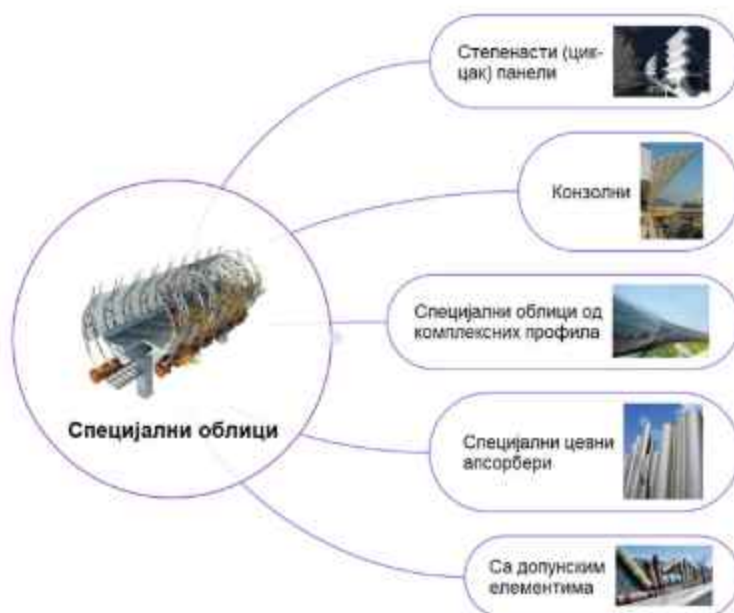 Степенасти (цик-
цак) панели
Конзолни
Специјални облици од
комплексних профила
Специјални облици
Специјални цевни
апсорбери
Са допунским
елементима